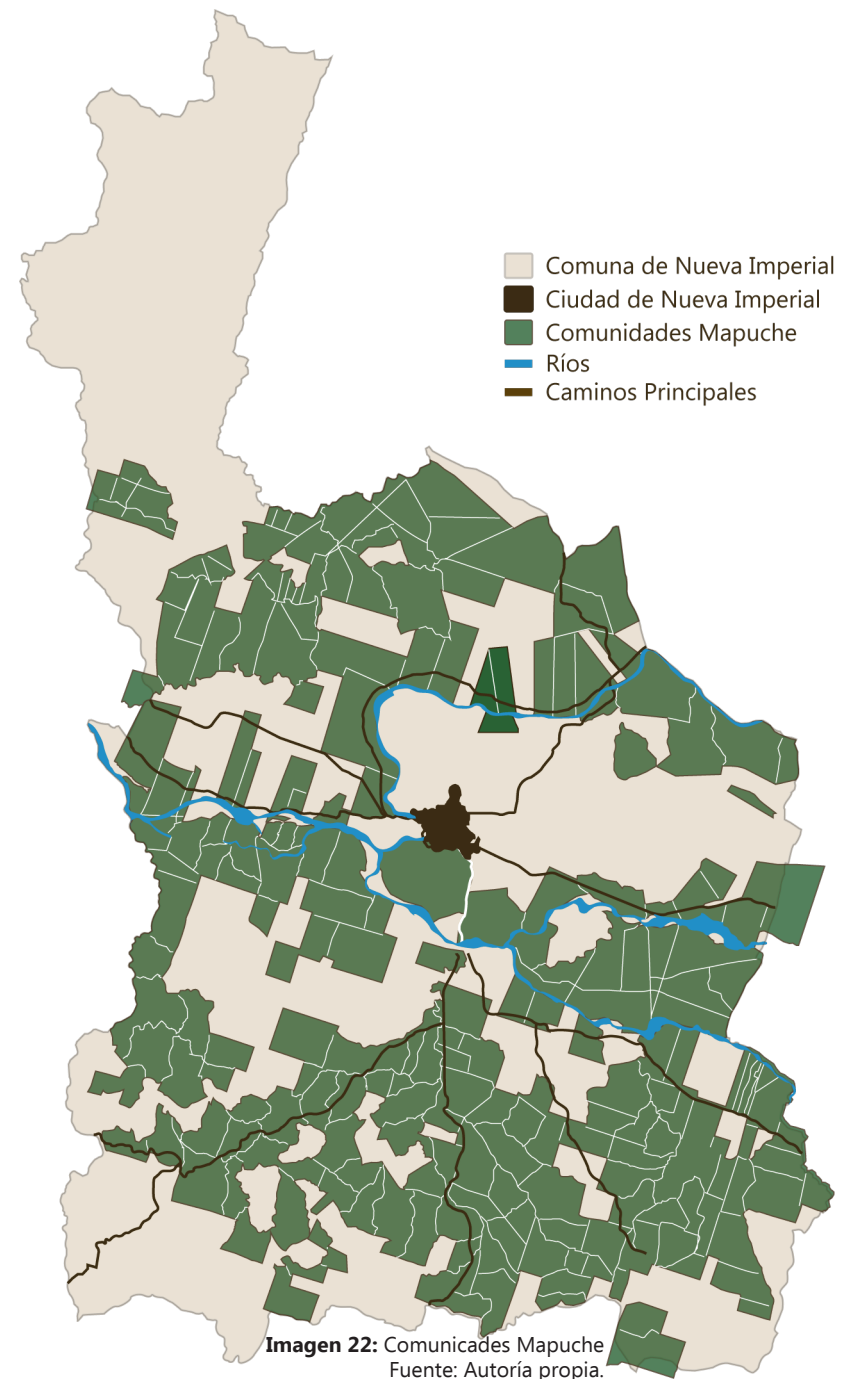 Comuna de Nueva Imperial
Ciudad de Nueva Imperial
Comunidades Mapuche
Ríos
Caminos Principales
Imagen 22: Comunicades Mapuche
Fuente: Autoría propia.